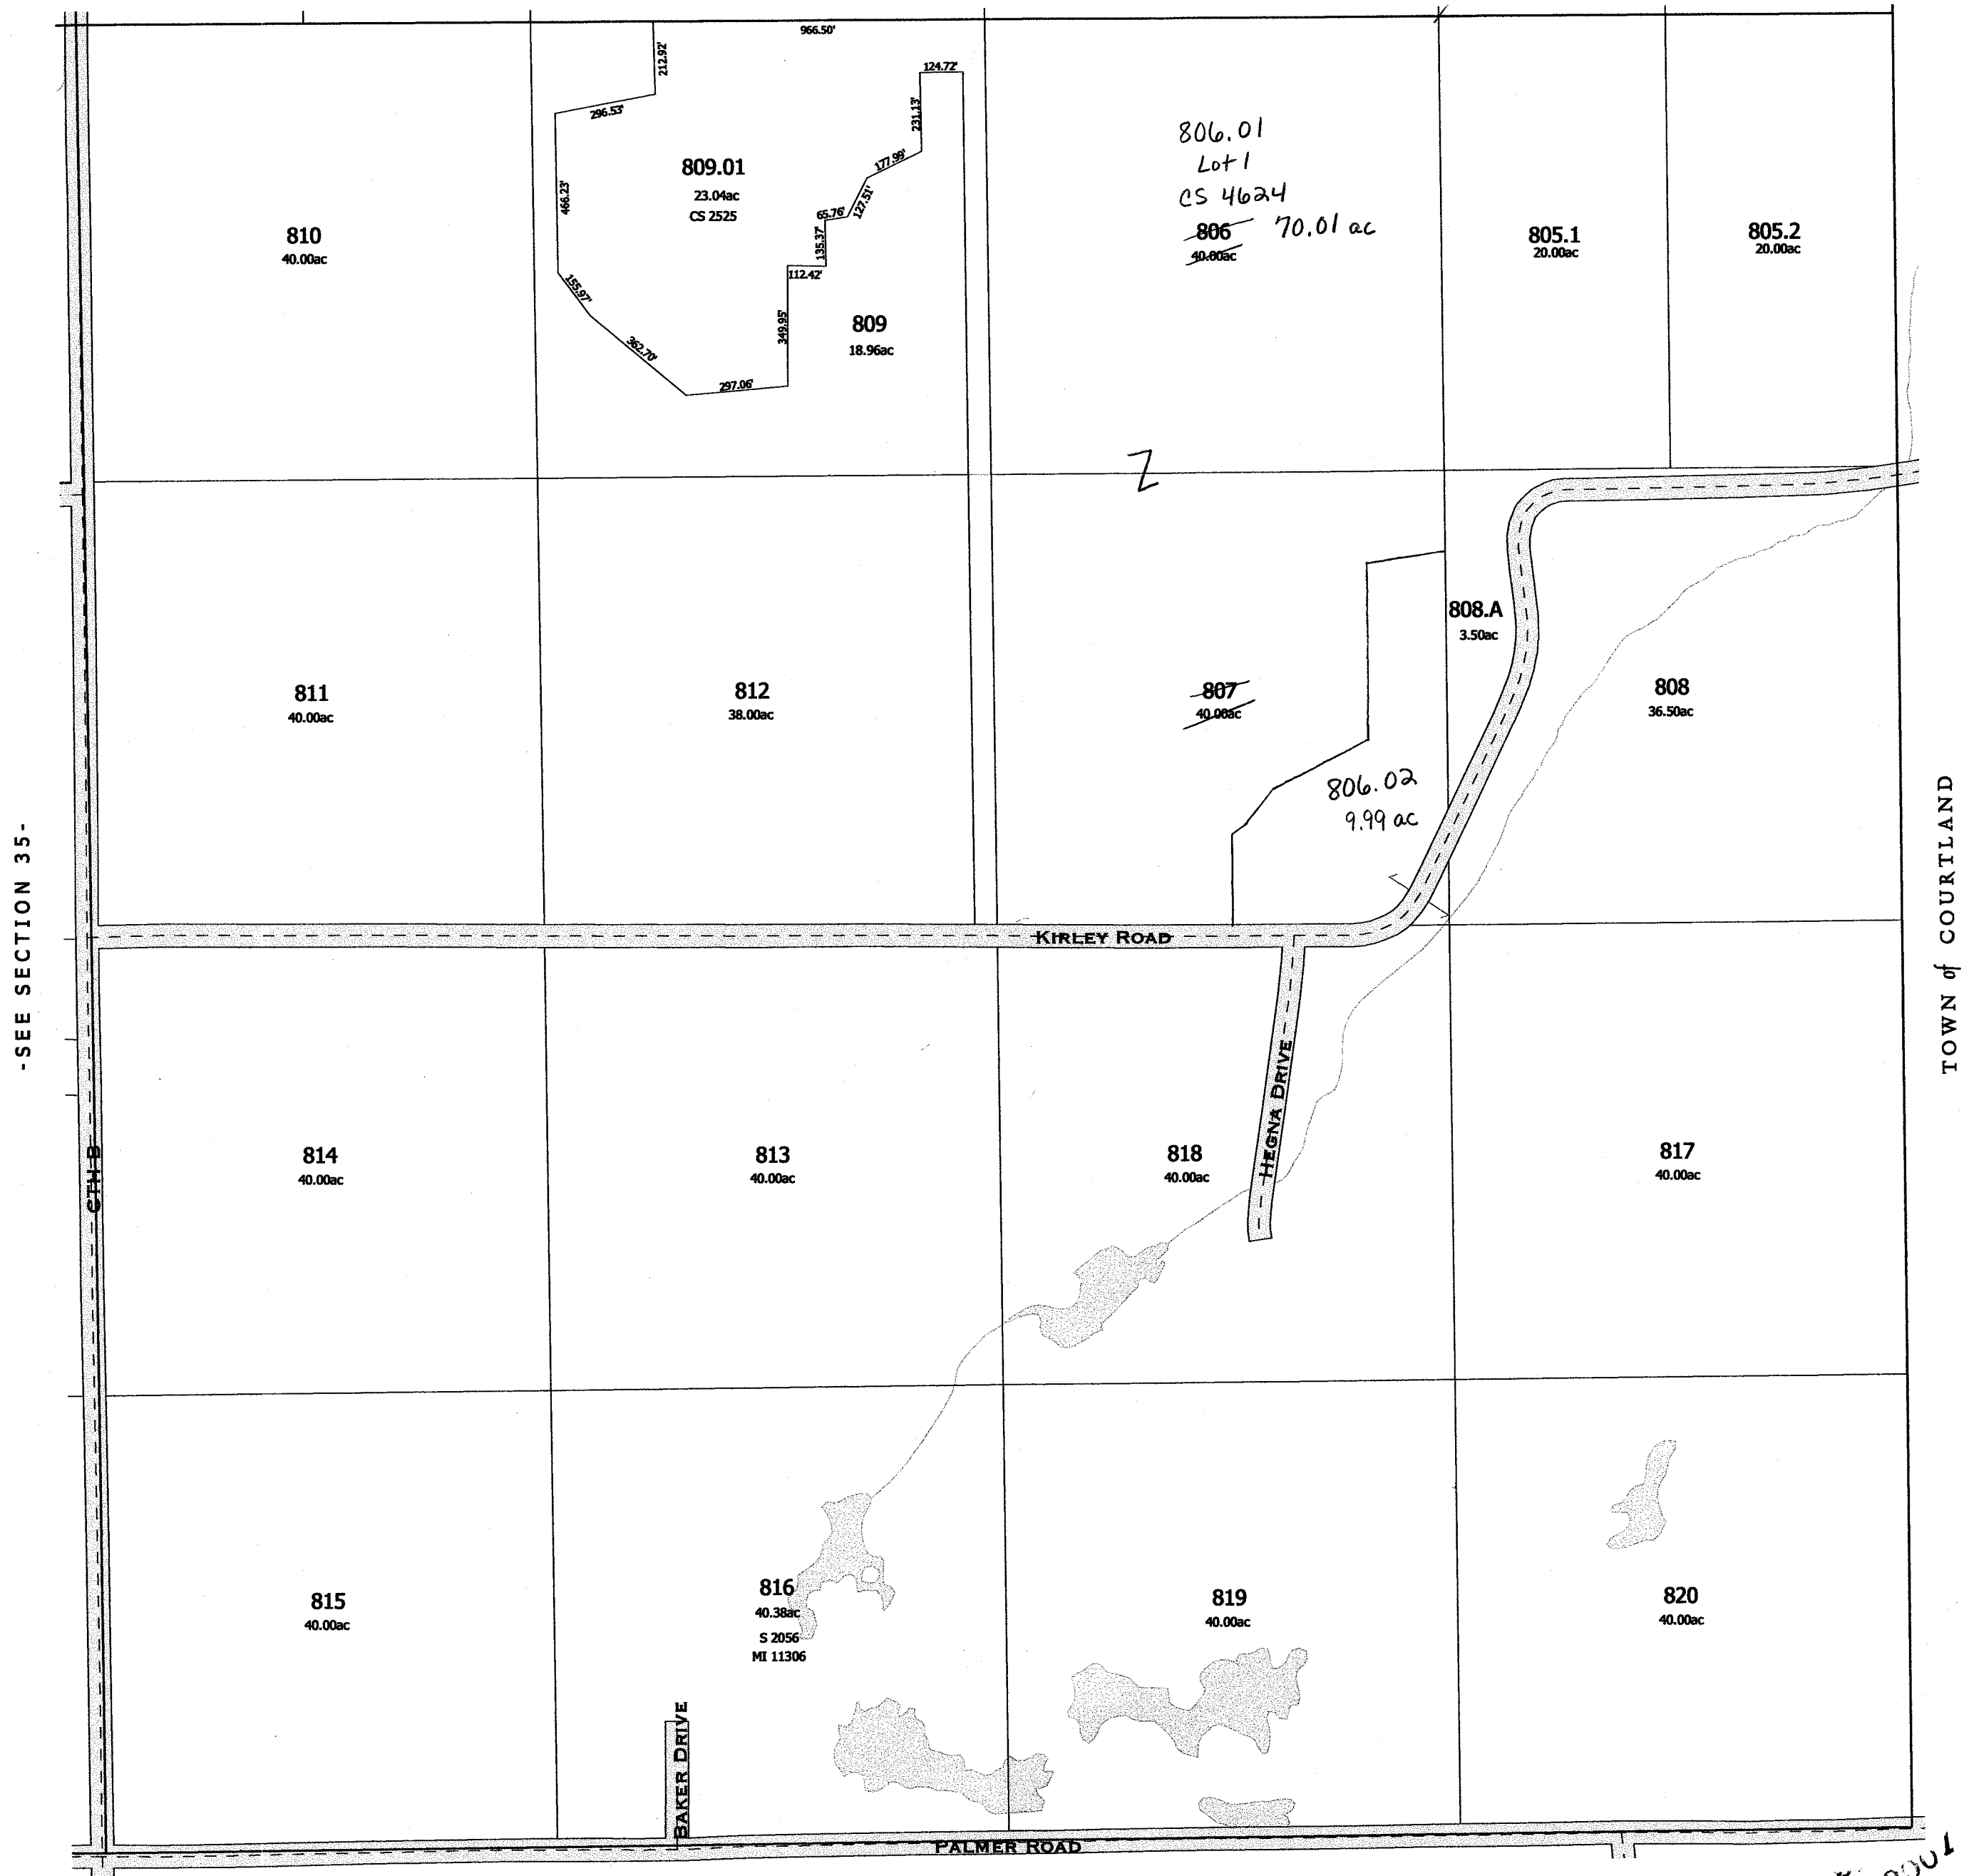 966.50'
212.92'
124.72'
296.53'
231.13'
177.99'
127.51'
65.76'
135.37'
112.42'
466.23'
155.97'
362.70'
349.95'
297.06'
809.01
23.04ac
CS 2525
810
40.00ac
809
18.96ac
806.01
Lot 1
CS 4624
806 70.01 ac
40.00ac
805.1
20.00ac
805.2
20.00ac
Z
811
40.00ac
812
38.00ac
807
40.00ac
808.A
3.50ac
808
36.50ac
806.02
9.99 ac
-SEE SECTION 35-
TOWN of COURTLAND
KIRLEY ROAD
HEGNA DRIVE
CTH B
814
40.00ac
813
40.00ac
818
40.00ac
817
40.00ac
815
40.00ac
816
40.38ac
S 2056
MI 11306
819
40.00ac
820
40.00ac
BAKER DRIVE
PALMER ROAD